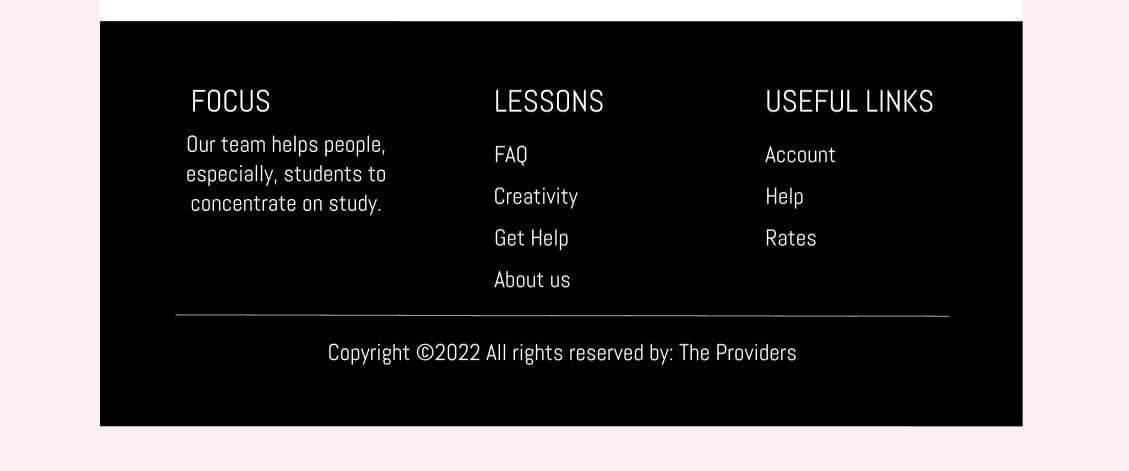 FOCUS
Our team helps people,
especially, students to
concentrate on study.
LESSONS
FAQ
Creativity
Get Help
About us
USEFUL LINKS
Account
Help
Rates
Copyright ©2022 All rights reserved by: The Providers